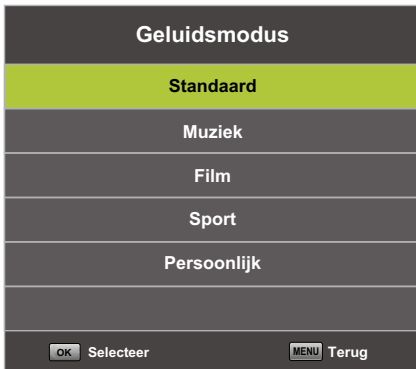 Geluidsmodus
Standaard
Muziek
Film
Sport
Persoonlijk
OK Selecteer MENU Terug